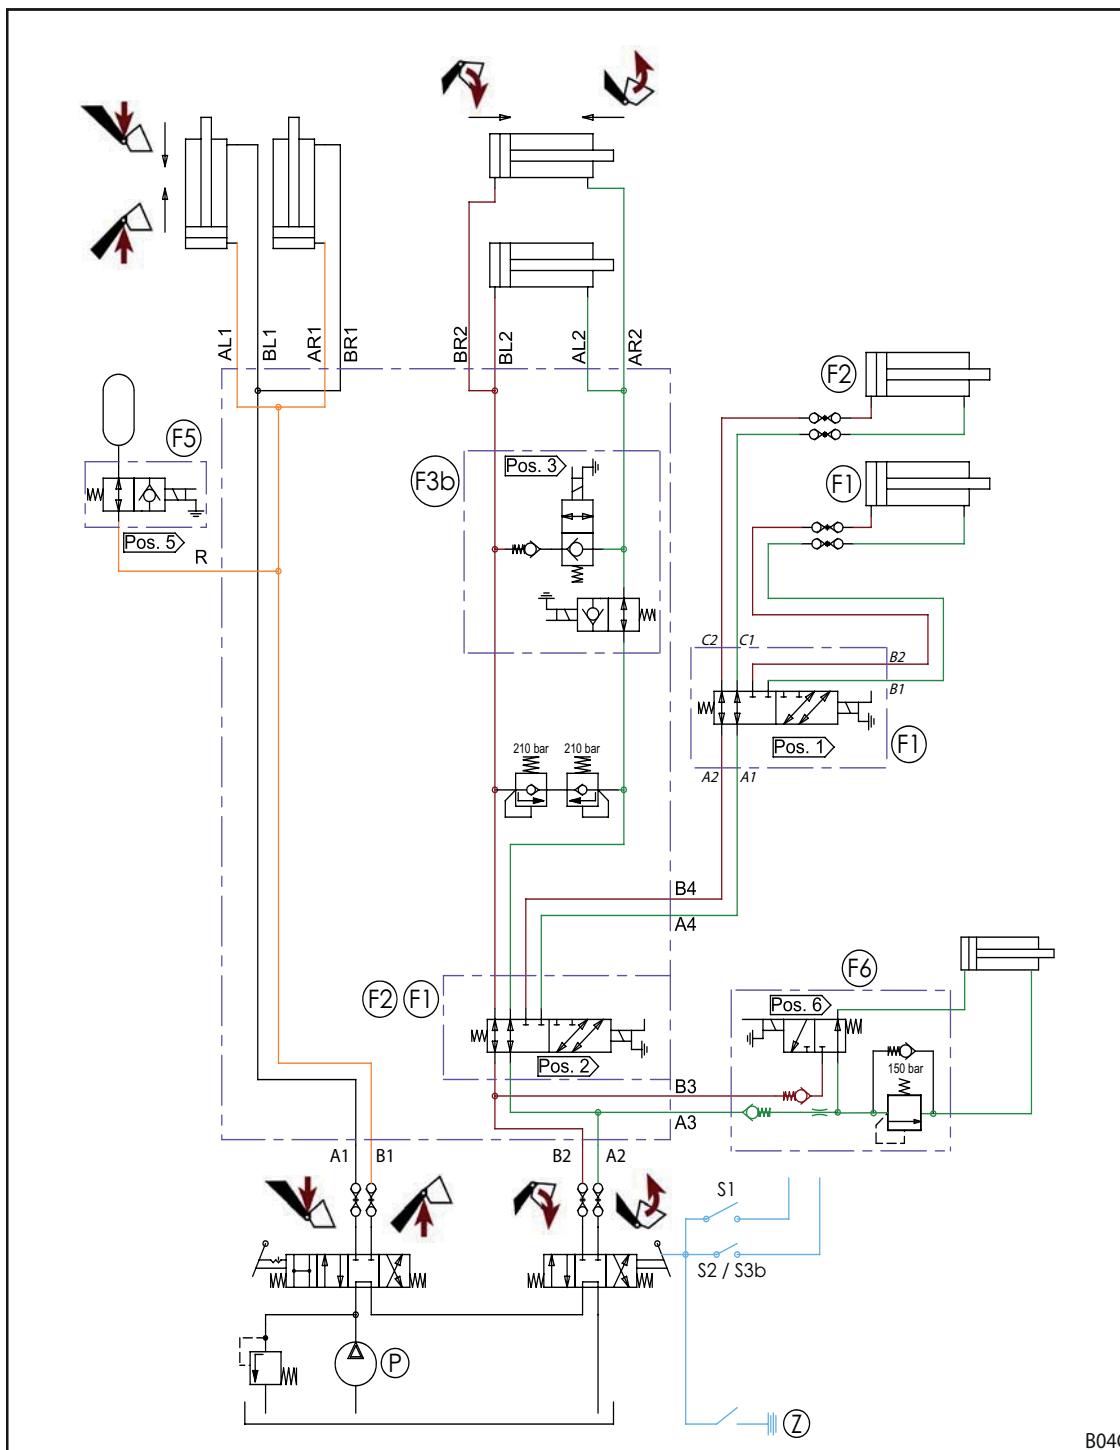 AL1
BL1
AR1
BR1
BR2
BL2
AL2
AR2
F2
F5
F3b
Pos. 3
F1
Pos. 5
R
C2
C1
B2
B1
Pos. 1
F1
210 bar
210 bar
A2
A1
B4
A4
F2
F1
F6
Pos. 6
Pos. 2
150 bar
B3
A3
A1
B1
B2
A2
S1
S2 / S3b
P
Z